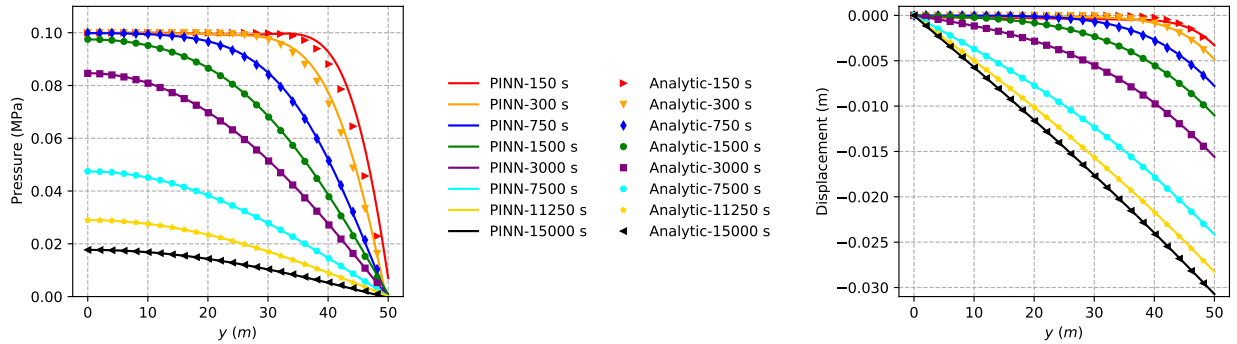 0.10
0.08
0.06
0.04
0.02
0.00
Pressure (MPa)
0 10 20 30 40 50
y (m)
PINN-150 s
PINN-300 s
PINN-750 s
PINN-1500 s
PINN-3000 s
PINN-7500 s
PINN-11250 s
PINN-15000 s
Analytic-150 s
Analytic-300 s
Analytic-750 s
Analytic-1500 s
Analytic-3000 s
Analytic-7500 s
Analytic-11250 s
Analytic-15000 s
0.000
−0.005
−0.010
−0.015
−0.020
−0.025
−0.030
Displacement (m)
0 10 20 30 40 50
y (m)